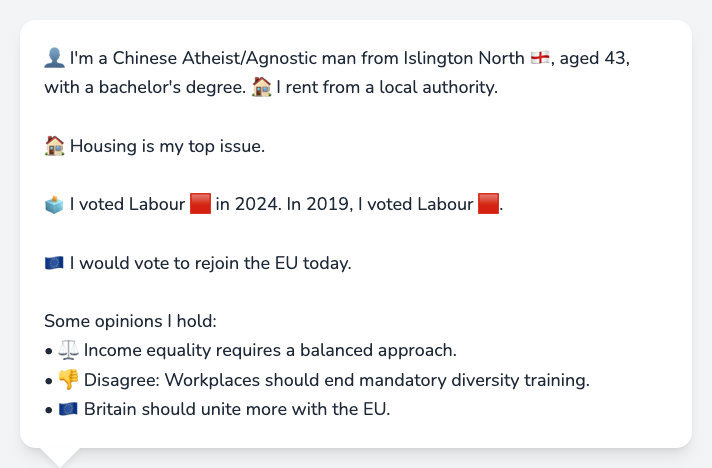 👤 I'm a Chinese Atheist/Agnostic man from Islington North 🏴󠁧󠁢󠁥󠁮󠁧󠁿, aged 43,
with a bachelor's degree. 🏠 I rent from a local authority.
🏠 Housing is my top issue.
🗳️ I voted Labour 🟥 in 2024. In 2019, I voted Labour 🟥.
🇪🇺 I would vote to rejoin the EU today.
Some opinions I hold:
• ⚖️ Income equality requires a balanced approach.
• 👎 Disagree: Workplaces should end mandatory diversity training.
• 🇪🇺 Britain should unite more with the EU.